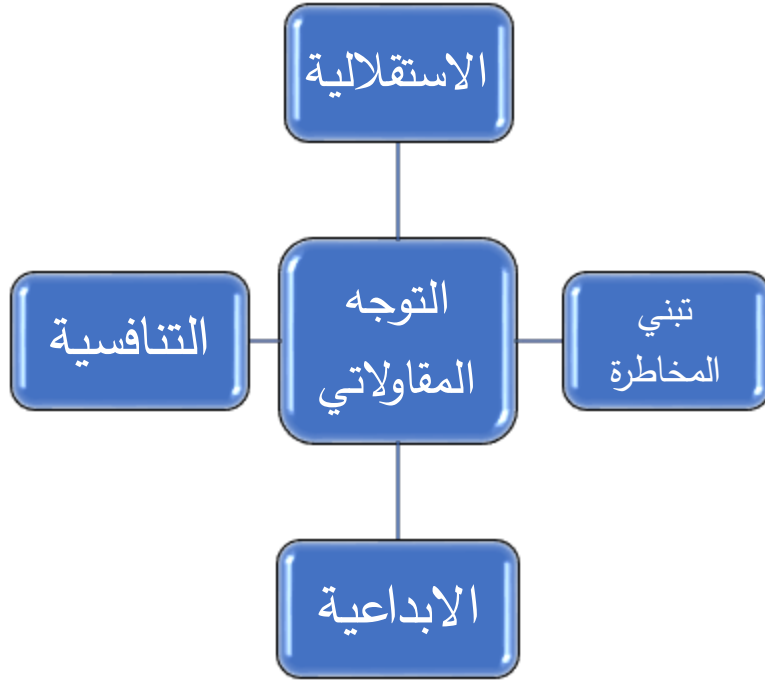 الاستقلالية
التوجه
المقاولاتي
تبني
المخاطرة
التنافسية
الابداعية